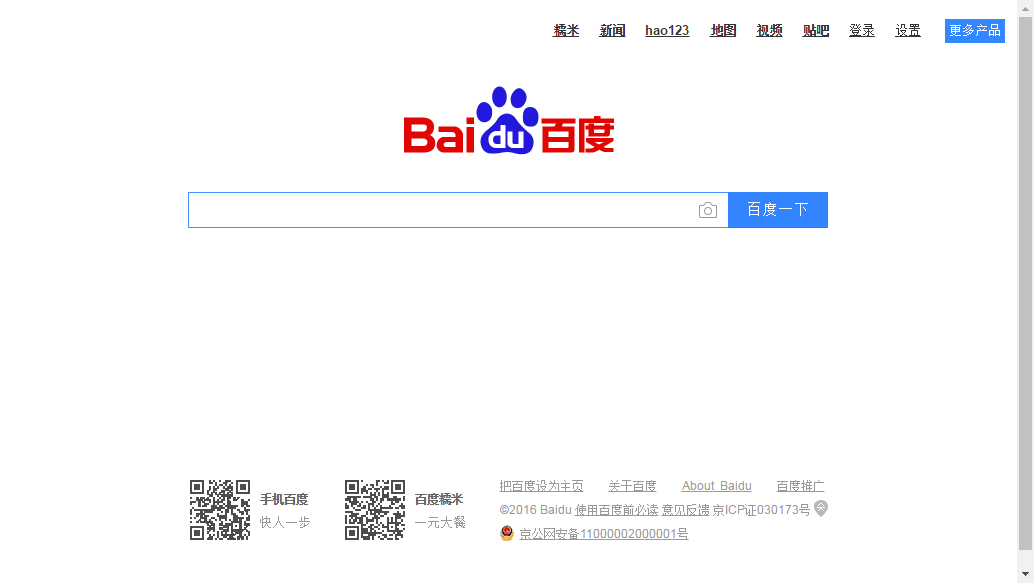 糯米 新闻 hao123 地图 视频 贴吧 登录 设置 更多产品
Bai du 百度
百度一下
手机百度
快人一步
百度糯米
一元大餐
把百度设为主页 关于百度 About Baidu 百度推广
©2016 Baidu 使用百度前必读 意见反馈 京ICP证030173号
京公网安备11000002000001号